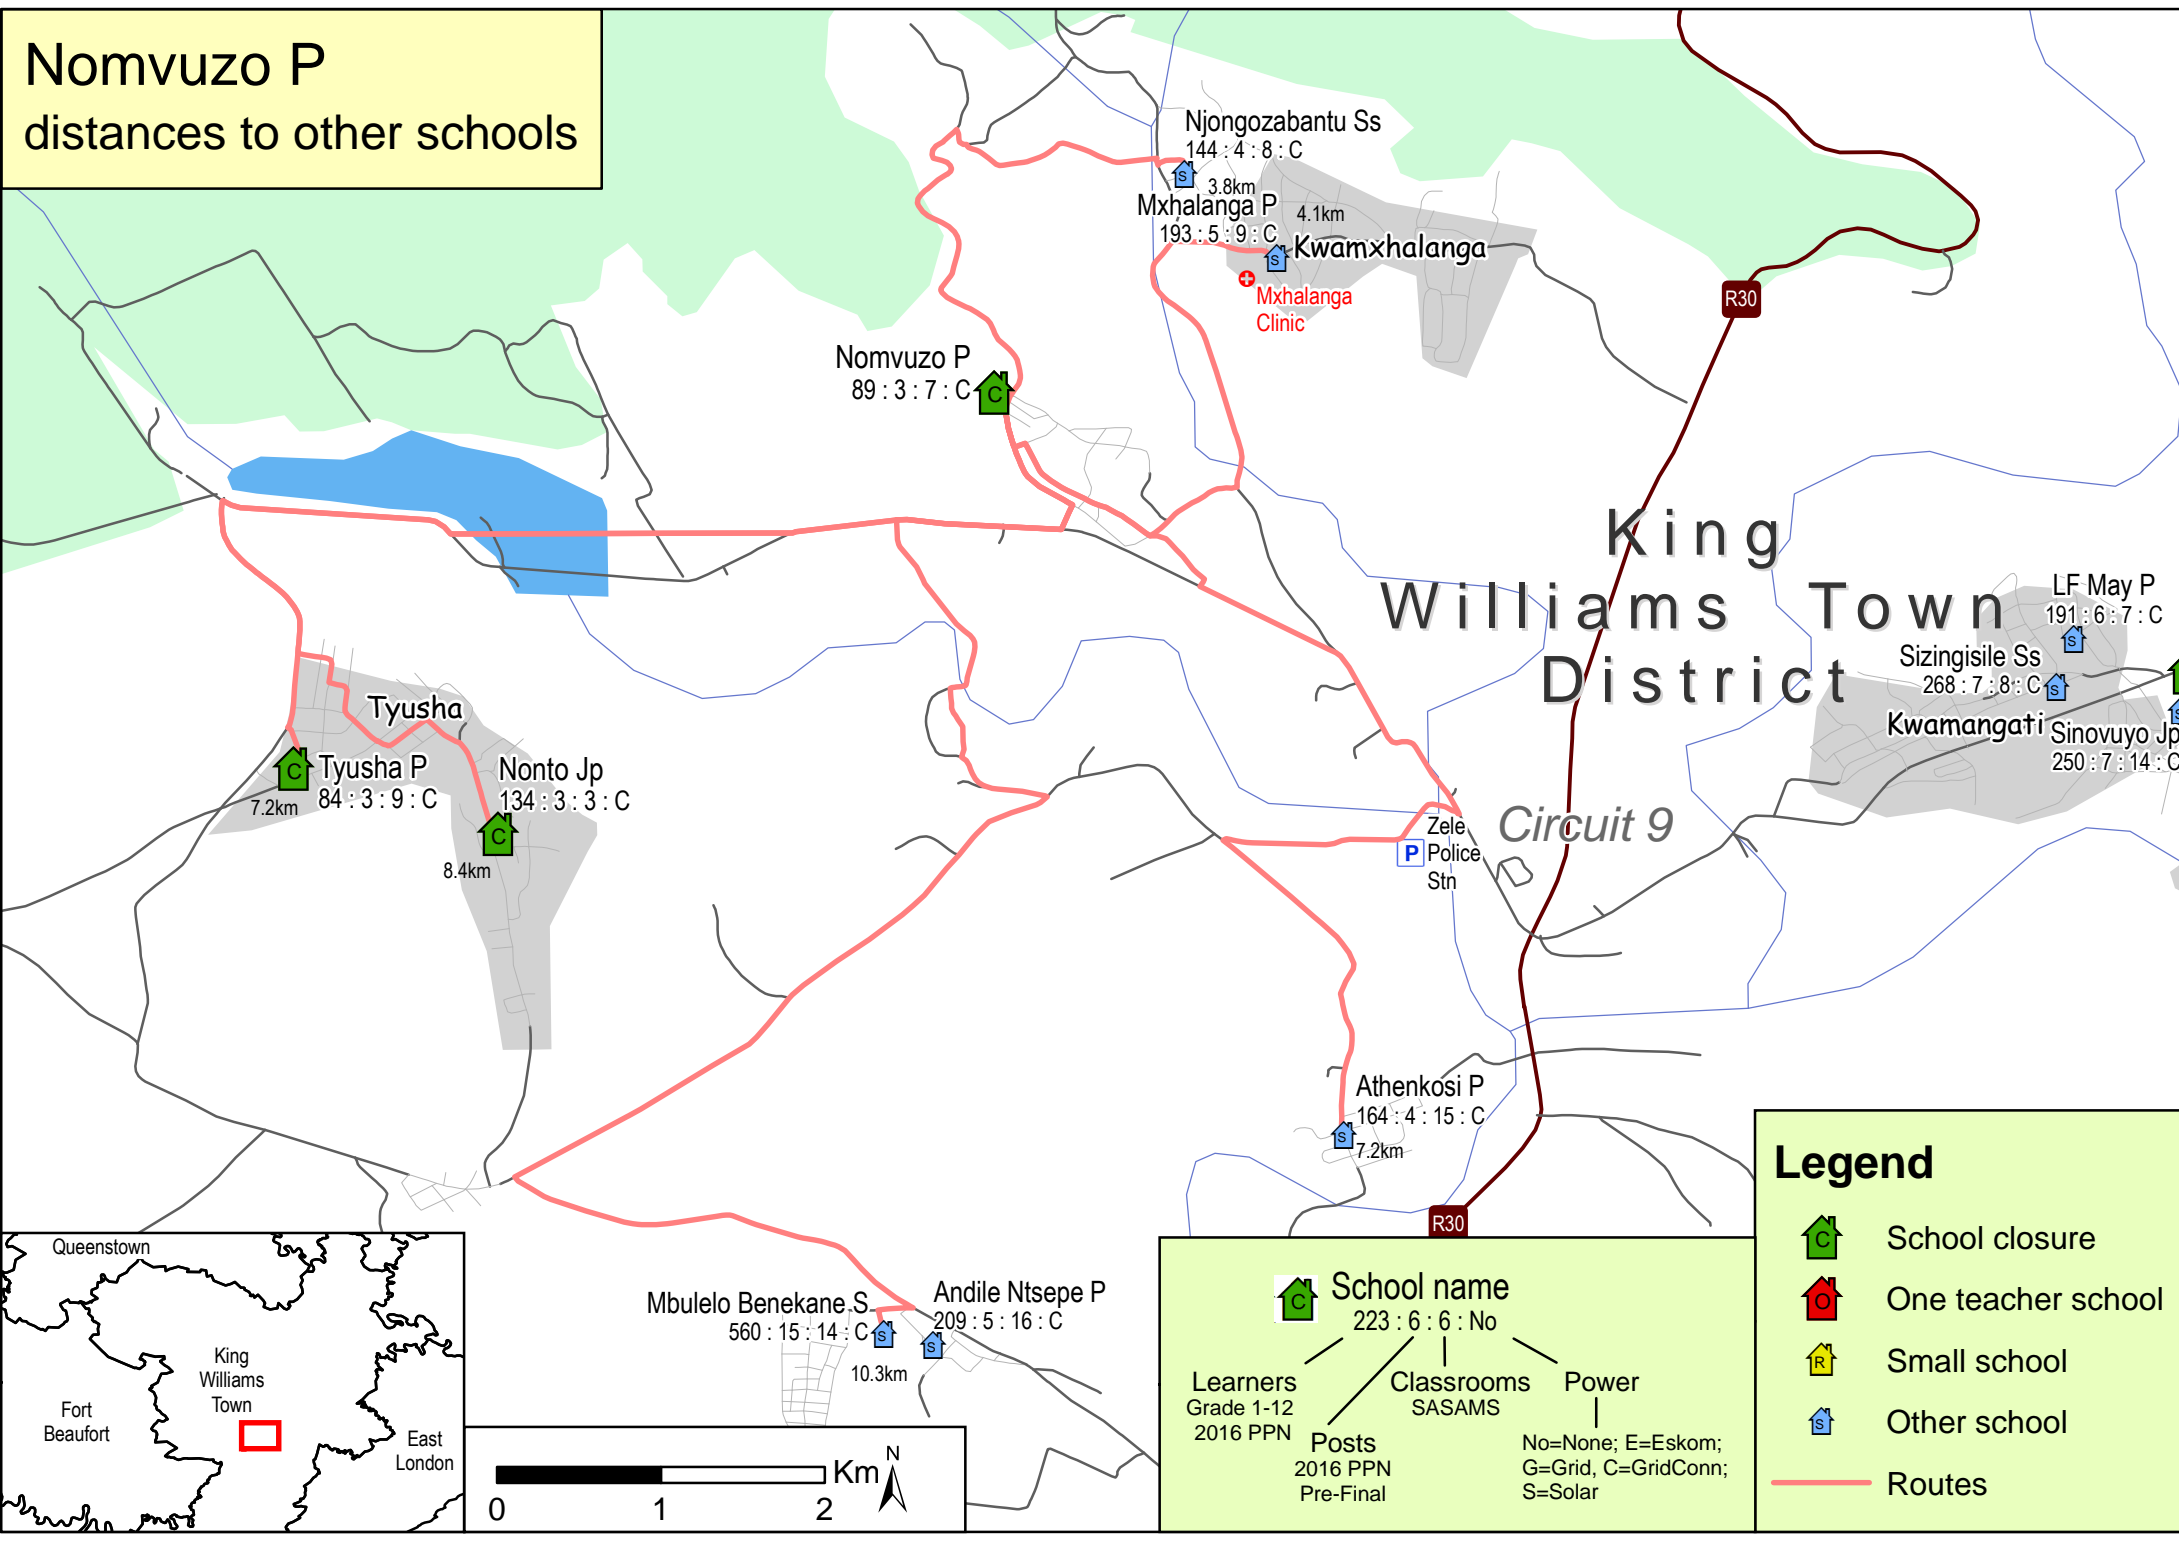 Nomvuzo P
distances to other schools
Njongozabantu Ss
144 : 4 : 8 : C
S
3.8km
Mxhalanga P
193 : 5 : 9 : C
4.1km
S
Kwamxhalanga
Mxhalanga
Clinic
R30
Nomvuzo P
89 : 3 : 7 : C
C
King
Williams Town
District
LF May P
191 : 6 : 7 : C
S
Sizingisile Ss
268 : 7 : 8 : C
S
Kwamangati
Sinovuyo Jp
250 : 7 : 14 : C
S
Tyusha
C
Tyusha P
84 : 3 : 9 : C
7.2km
Nonto Jp
134 : 3 : 3 : C
C
8.4km
Circuit 9
P
Zele
Police
Stn
Athenkosi P
164 : 4 : 15 : C
S
7.2km
R30
Mbulelo Benekane S
560 : 15 : 14 : C
S
10.3km
Andile Ntsepe P
209 : 5 : 16 : C
S
Queenstown
King
Williams
Town
Fort
Beaufort
East
London
Km
N
0 1 2
C
School name
223 : 6 : 6 : No
Learners
Grade 1-12
2016 PPN
Posts
2016 PPN
Pre-Final
Classrooms
SASAMS
Power
No=None; E=Eskom;
G=Grid, C=GridConn;
S=Solar
Legend
C School closure
O One teacher school
R Small school
S Other school
Routes